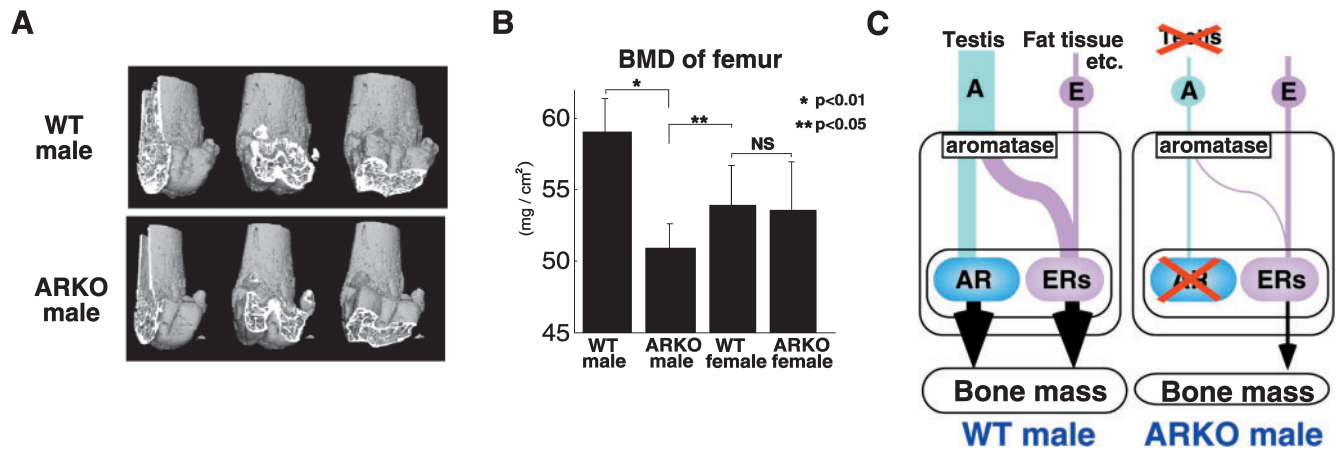 A
WT
male
ARKO
male
B
BMD of femur
* p<0.01
** p<0.05
(mg / cm²)
60
55
50
45
*
**
NS
WT
male
ARKO
male
WT
female
ARKO
female
C
Testis
Fat tissue
etc.
A
E
aromatase
AR
ERs
Bone mass
WT male
Testis
A
E
aromatase
AR
ERs
Bone mass
ARKO male